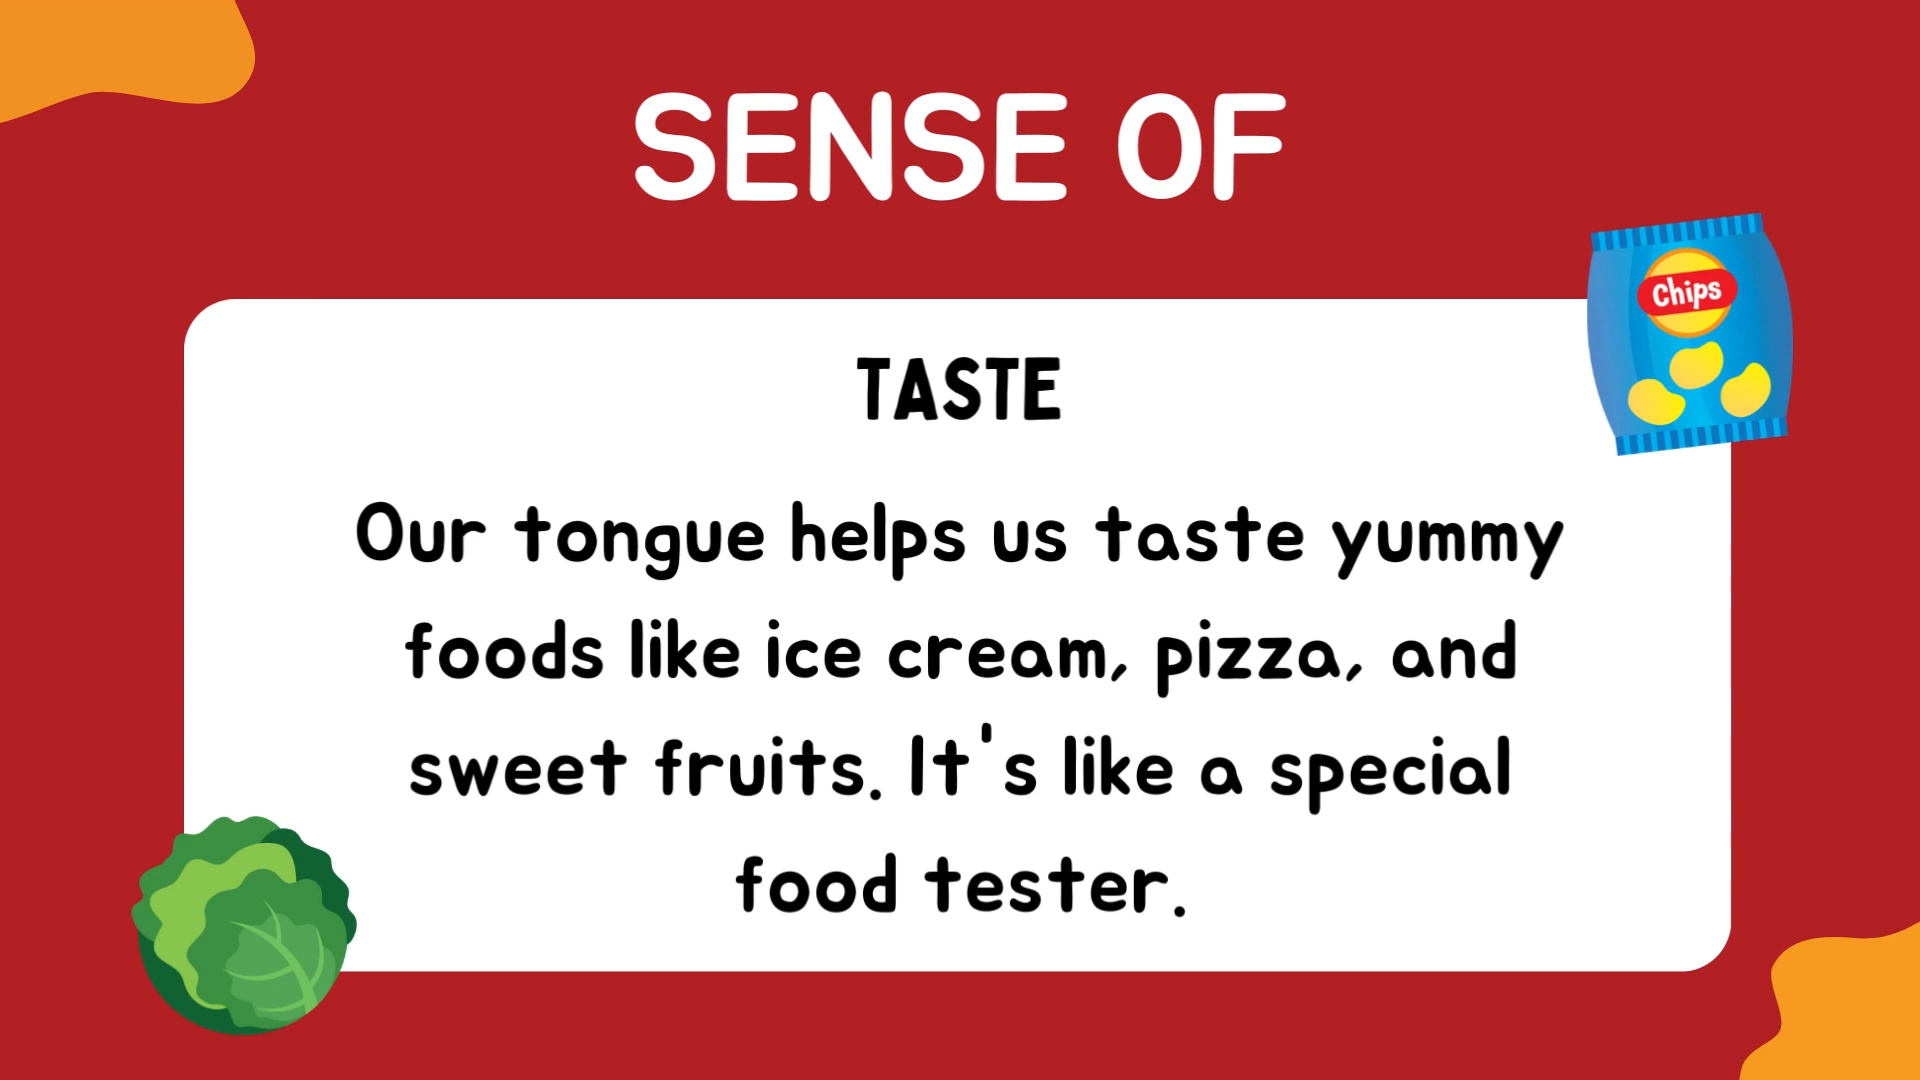 SENSE OF
Chips
TASTE
Our tongue helps us taste yummy
foods like ice cream, pizza, and
sweet fruits. It's like a special
food tester.